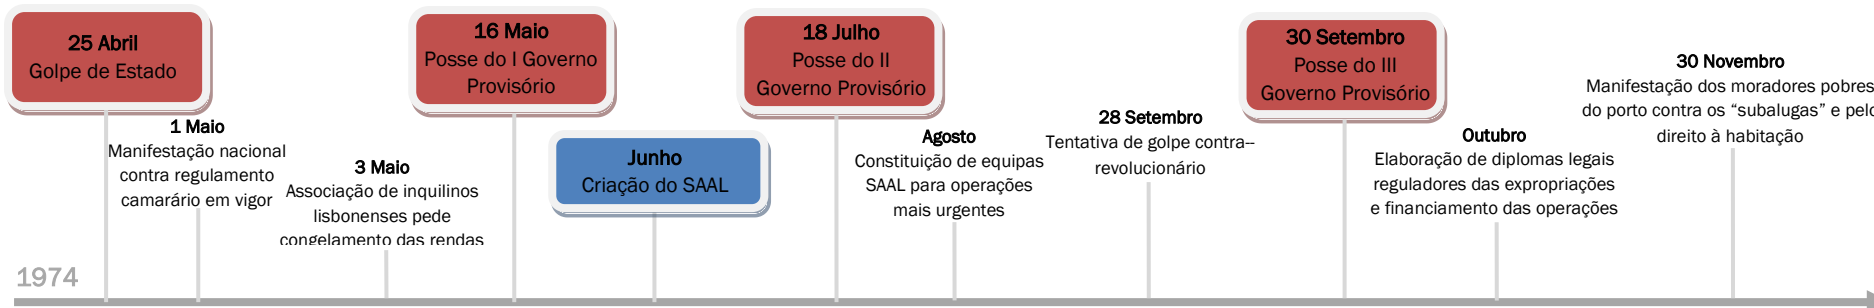 25 Abril
Golpe de Estado
1 Maio
Manifestação nacional
contra regulamento
camarário em vigor
3 Maio
Associação de inquilinos
lisbonenses pede
congelamento das rendas
16 Maio
Posse do I Governo
Provisório
Junho
Criação do SAAL
18 Julho
Posse do II
Governo Provisório
Agosto
Constituição de equipas
SAAL para operações
mais urgentes
28 Setembro
Tentativa de golpe contra--
revolucionário
30 Setembro
Posse do III
Governo Provisório
Outubro
Elaboração de diplomas legais
reguladores das expropriações
e financiamento das operações
30 Novembro
Manifestação dos moradores pobres
do porto contra os “subalugas” e pelo
direito à habitação
1974